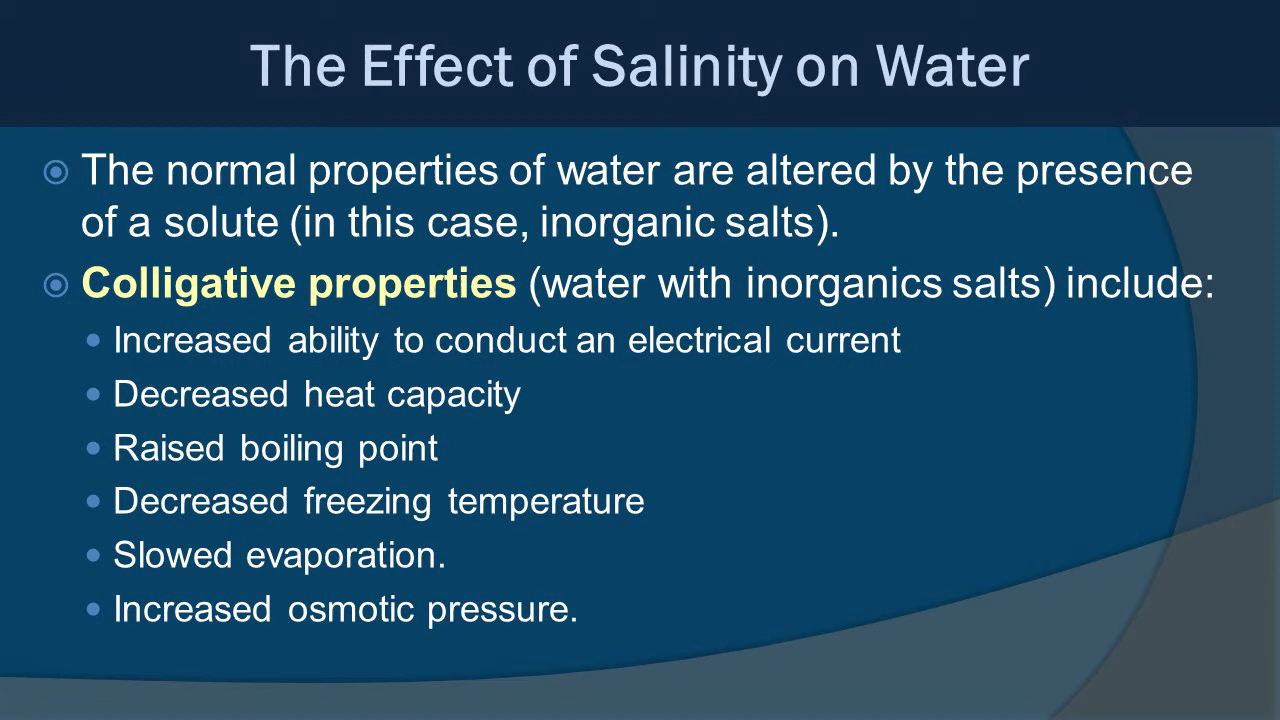 The Effect of Salinity on Water
The normal properties of water are altered by the presence
of a solute (in this case, inorganic salts).
Colligative properties (water with inorganics salts) include:
Increased ability to conduct an electrical current
Decreased heat capacity
Raised boiling point
Decreased freezing temperature
Slowed evaporation.
Increased osmotic pressure.